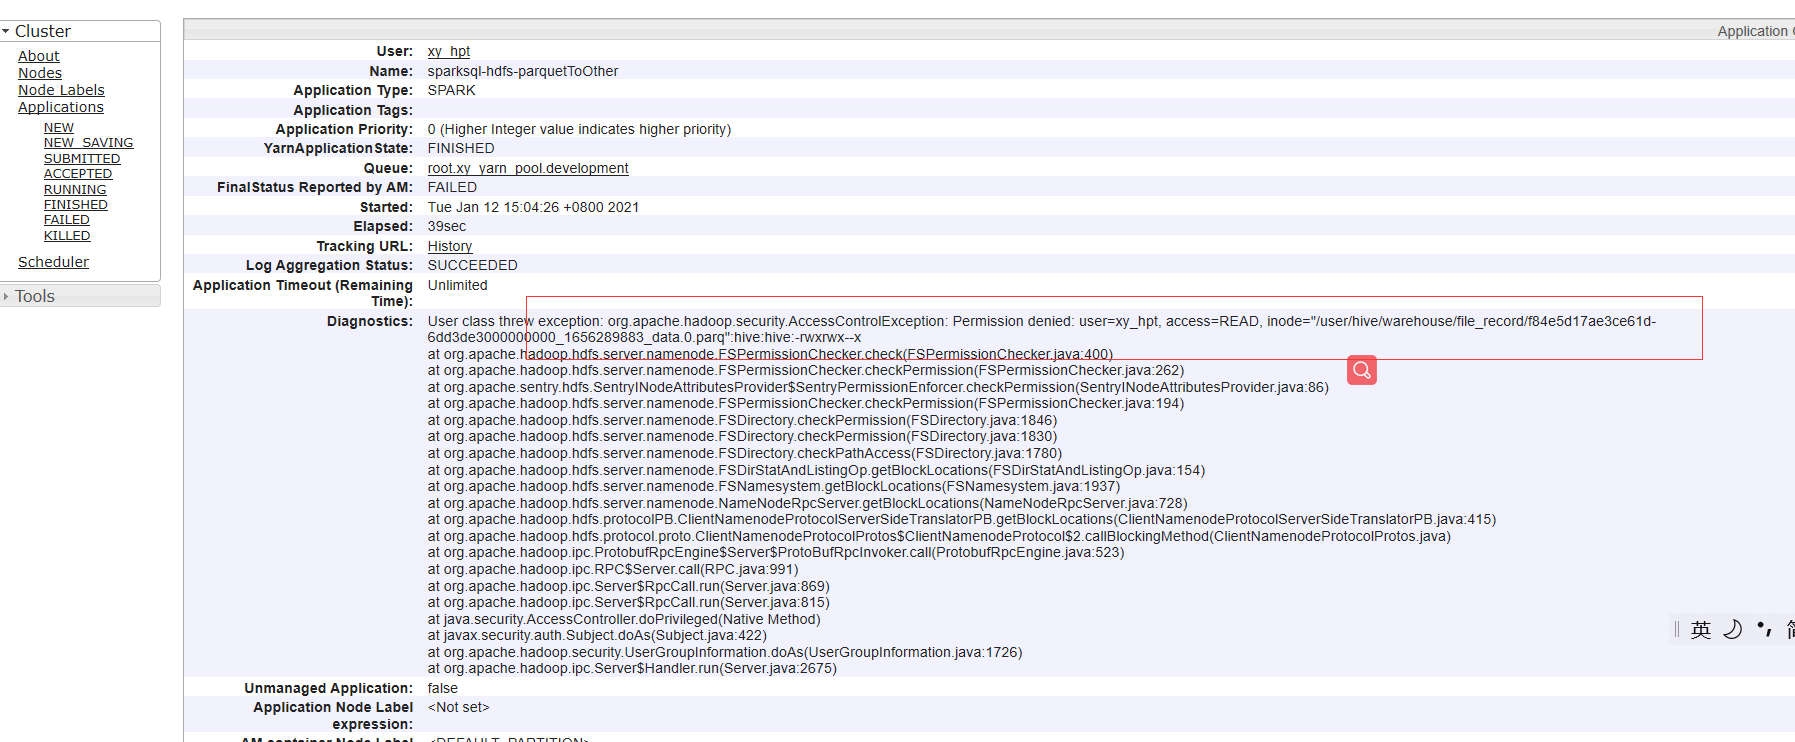 Cluster
About
Nodes
Node Labels
Applications
NEW
NEW_SAVING
SUBMITTED
ACCEPTED
RUNNING
FINISHED
FAILED
KILLED
Scheduler
Tools
Application
User: xy_hpt
Name: sparksql-hdfs-parquetToOther
Application Type: SPARK
Application Tags:
Application Priority: 0 (Higher Integer value indicates higher priority)
YarnApplicationState: FINISHED
Queue: root.xy_yarn_pool.development
FinalStatus Reported by AM: FAILED
Started: Tue Jan 12 15:04:26 +0800 2021
Elapsed: 39sec
Tracking URL: History
Log Aggregation Status: SUCCEEDED
Application Timeout (Remaining Unlimited
Time):
Diagnostics: User class threw exception: org.apache.hadoop.security.AccessControlException: Permission denied: user=xy_hpt, access=READ, inode="/user/hive/warehouse/file_record/f84e5d17ae3ce61d-
6dd3de3000000000_1656289883_data.0.parq":hive:hive:-rwxrwx--x
at org.apache.hadoop.hdfs.server.namenode.FSPermissionChecker.check(FSPermissionChecker.java:400)
at org.apache.hadoop.hdfs.server.namenode.FSPermissionChecker.checkPermission(FSPermissionChecker.java:262)
at org.apache.sentry.hdfs.SentryINodeAttributesProvider$SentryPermissionEnforcer.checkPermission(SentryINodeAttributesProvider.java:86)
at org.apache.hadoop.hdfs.server.namenode.FSPermissionChecker.checkPermission(FSPermissionChecker.java:194)
at org.apache.hadoop.hdfs.server.namenode.FSDirectory.checkPermission(FSDirectory.java:1846)
at org.apache.hadoop.hdfs.server.namenode.FSDirectory.checkPermission(FSDirectory.java:1830)
at org.apache.hadoop.hdfs.server.namenode.FSDirectory.checkPathAccess(FSDirectory.java:1780)
at org.apache.hadoop.hdfs.server.namenode.FSDirStatAndListingOp.getBlockLocations(FSDirStatAndListingOp.java:154)
at org.apache.hadoop.hdfs.server.namenode.FSNamesystem.getBlockLocations(FSNamesystem.java:1937)
at org.apache.hadoop.hdfs.server.namenode.NameNodeRpcServer.getBlockLocations(NameNodeRpcServer.java:728)
at org.apache.hadoop.hdfs.protocolPB.ClientNamenodeProtocolServerSideTranslatorPB.getBlockLocations(ClientNamenodeProtocolServerSideTranslatorPB.java:415)
at org.apache.hadoop.hdfs.protocol.proto.ClientNamenodeProtocolProtos$ClientNamenodeProtocol$2.callBlockingMethod(ClientNamenodeProtocolProtos.java)
at org.apache.hadoop.ipc.ProtobufRpcEngine$Server$ProtoBufRpcInvoker.call(ProtobufRpcEngine.java:523)
at org.apache.hadoop.ipc.RPC$Server.call(RPC.java:991)
at org.apache.hadoop.ipc.Server$RpcCall.run(Server.java:869)
at org.apache.hadoop.ipc.Server$RpcCall.run(Server.java:815)
at java.security.AccessController.doPrivileged(Native Method)
at javax.security.auth.Subject.doAs(Subject.java:422)
at org.apache.hadoop.security.UserGroupInformation.doAs(UserGroupInformation.java:1726)
at org.apache.hadoop.ipc.Server$Handler.run(Server.java:2675)
英
Unmanaged Application: false
Application Node Label <Not set>
expression:
AM container Node Label <DEFAULT_PARTITION>